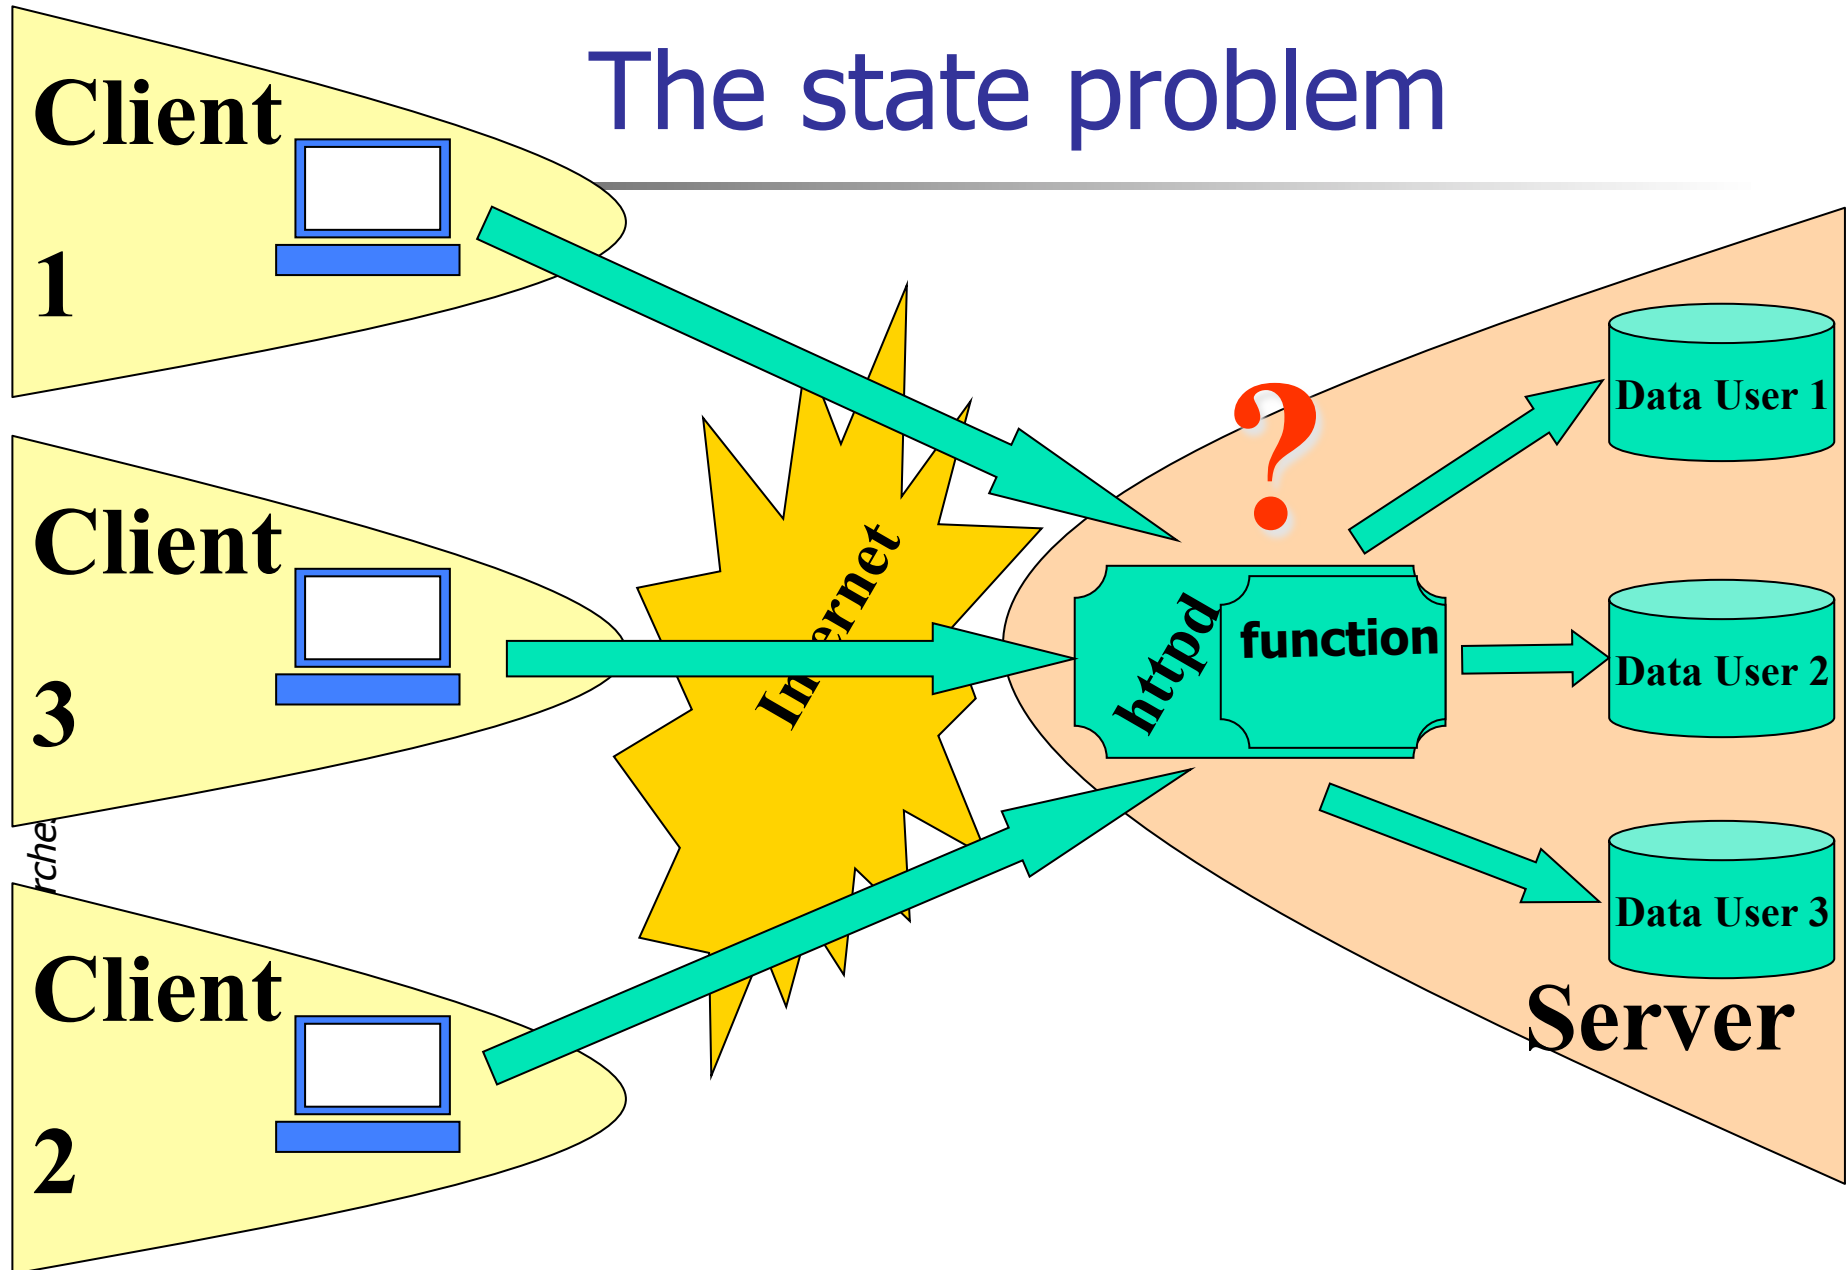 The state problem
Client
1
Client
3
Client
2
Internet
?
httpd
function
Data User 1
Data User 2
Data User 3
Server